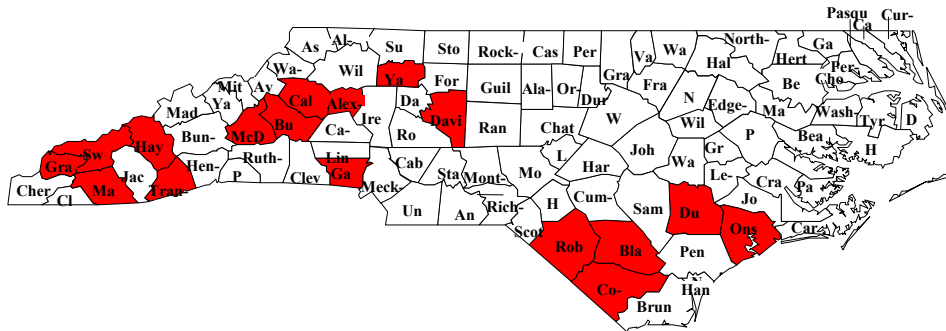 Pasqu Cur-
Ca
As Al- Su Sto Rock- Cas Per Va Wa North- Ga
Wa- Wil Ya For Guil Ala- Or- Dur Gra Fra Hal Hert Per-
Mit Ay Cal Alex- Da Davi N Edge- Be Cho
Mad Ya Bu Ire W Ma Wash- Tyr D
McD Ca- Ro Ran Chat Wil P Bea H
Hay Bun- L Joh Gr
Sw Hen- Ruth- Lin Cab Sta Mont- Mo Har Wa Le- Cra Pa
Gra Jac P Clev Ga Meck-
Cher Cl Ma Tran- Un An Rich- H Cum- Sam Du Jo
Scot Ons Car-
Rob Bla Pen
Co- Han
Brun